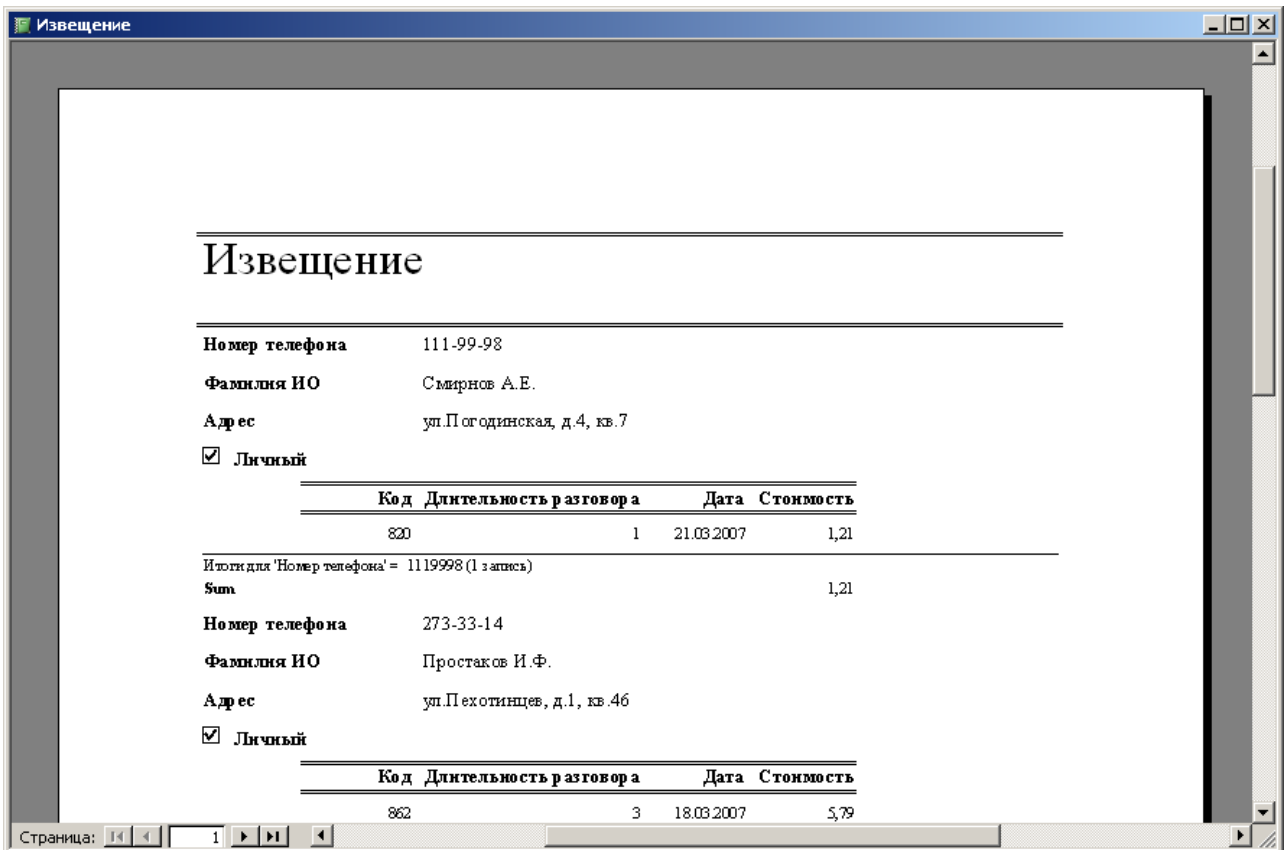 Извещение
Извещение
Номер телефона 111-99-98
Фамилия ИО Смирнов А.Е.
Адрес ул.Погодинская, д.4, кв.7
Личный
Код Длительность разговора Дата Стоимость
820 1 21.03.2007 1,21
Итоги для 'Номер телефона' = 1119998 (1 запись)
Sum 1,21
Номер телефона 273-33-14
Фамилия ИО Простаков И.Ф.
Адрес ул.Пехотинцев, д.1, кв.46
Личный
Код Длительность разговора Дата Стоимость
862 3 18.03.2007 5,79
Страница: 1